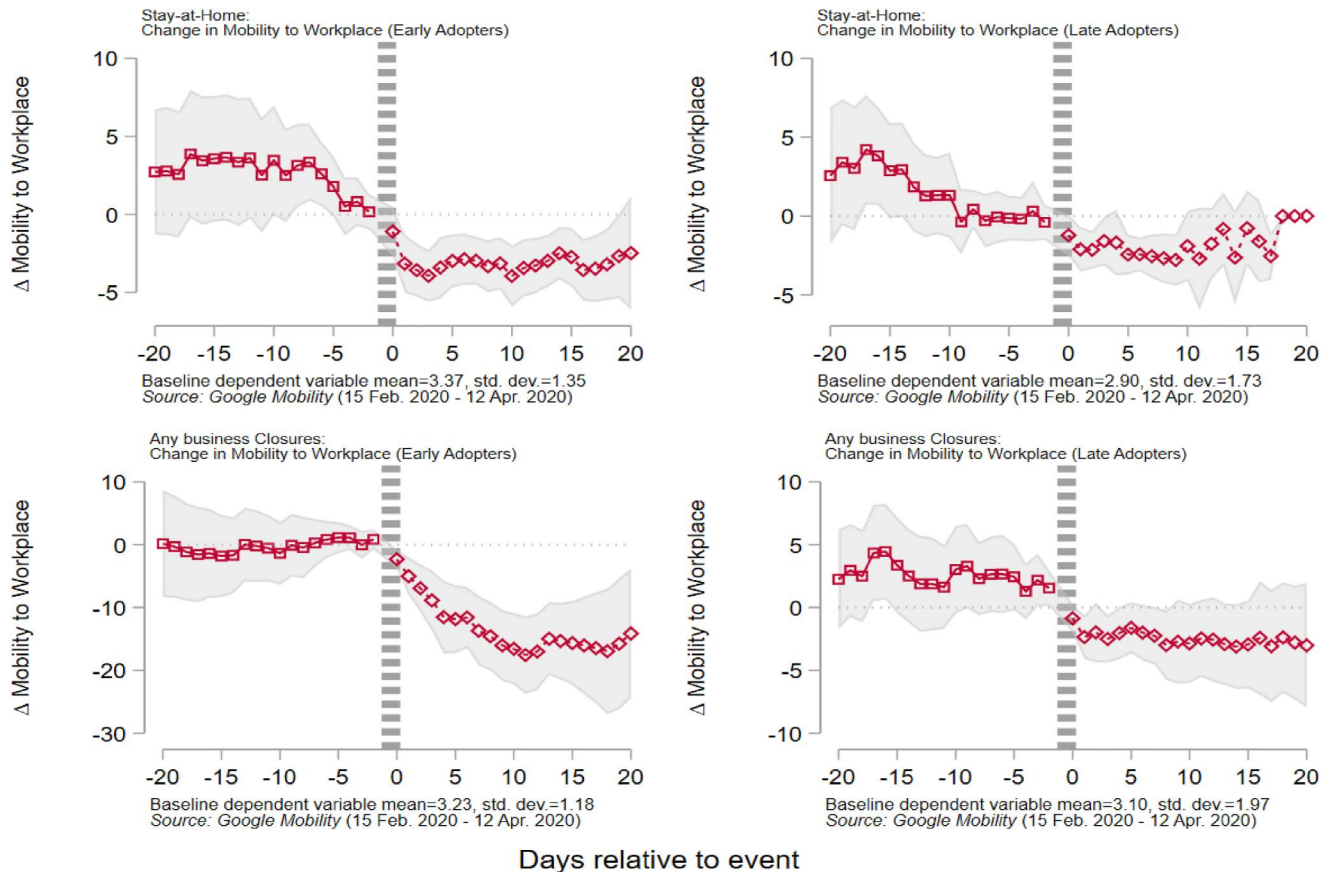 Stay-at-Home:
Change in Mobility to Workplace (Early Adopters)
Δ Mobility to Workplace
10
5
0
-5
-20 -15 -10 -5 0 5 10 15 20
Baseline dependent variable mean=3.37, std. dev.=1.35
Source: Google Mobility (15 Feb. 2020 - 12 Apr. 2020)
Stay-at-Home:
Change in Mobility to Workplace (Late Adopters)
Δ Mobility to Workplace
10
5
0
-5
-20 -15 -10 -5 0 5 10 15 20
Baseline dependent variable mean=2.90, std. dev.=1.73
Source: Google Mobility (15 Feb. 2020 - 12 Apr. 2020)
Any business Closures:
Change in Mobility to Workplace (Early Adopters)
Δ Mobility to Workplace
10
0
-10
-20
-30
-20 -15 -10 -5 0 5 10 15 20
Baseline dependent variable mean=3.23, std. dev.=1.18
Source: Google Mobility (15 Feb. 2020 - 12 Apr. 2020)
Any business Closures:
Change in Mobility to Workplace (Late Adopters)
Δ Mobility to Workplace
10
5
0
-5
-10
-20 -15 -10 -5 0 5 10 15 20
Baseline dependent variable mean=3.10, std. dev.=1.97
Source: Google Mobility (15 Feb. 2020 - 12 Apr. 2020)
Days relative to event